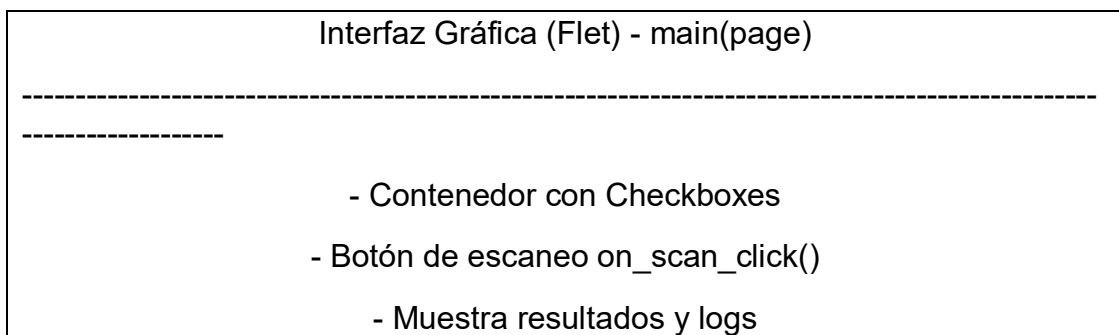 Interfaz Gráfica (Flet) - main(page)
----------------------------------------------------------------------------------------------------
-------------------
- Contenedor con Checkboxes
- Botón de escaneo on_scan_click()
- Muestra resultados y logs